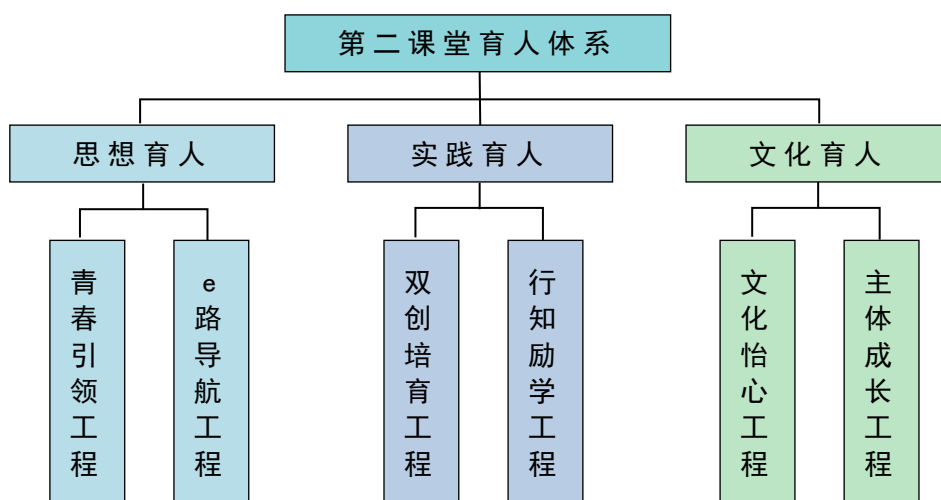 第二课堂育人体系
思想育人
实践育人
文化育人
青春引领工程
e路导航工程
双创培育工程
行知励学工程
文化怡心工程
主体成长工程